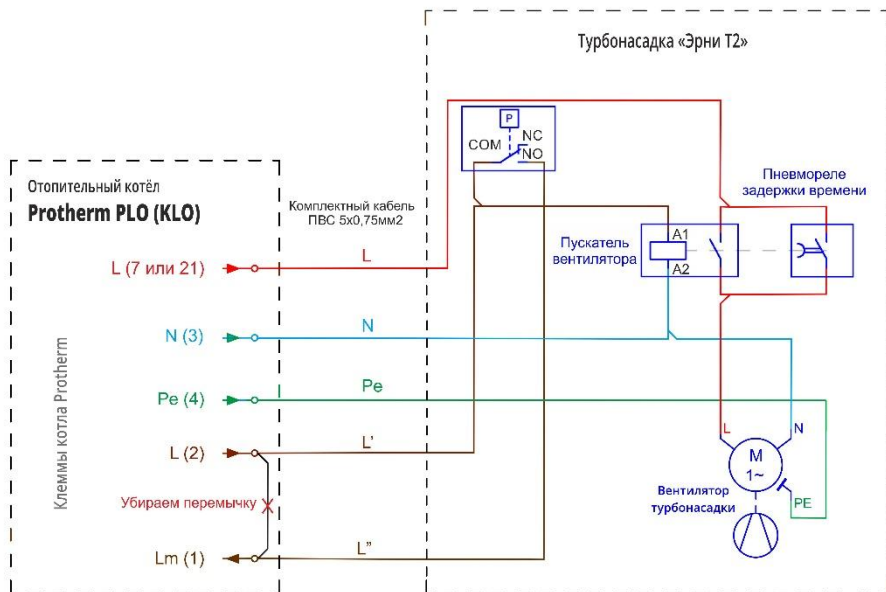 Турбонасадка «Эрни Т2»
P
COM
NC
NO
Отопительный котёл
Protherm PLO (KLO)
Комплектный кабель
ПВС 5х0,75мм2
Пневмореле
задержки времени
Пускатель
вентилятора
A1
A2
L (7 или 21)
L
N (3)
N
Pe (4)
Pe
L (2)
L'
Клеммы котла Protherm
Убираем перемычку
Lm (1)
L”
L
N
M
1~
PE
Вентилятор
турбонасадки